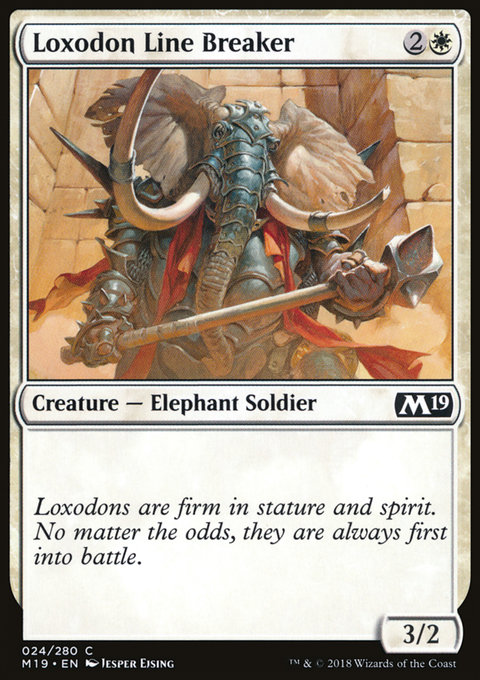 Loxodon Line Breaker 2
Creature — Elephant Soldier M19
Loxodons are firm in stature and spirit.
No matter the odds, they are always first
into battle.
3/2
024/280 C
M19 • EN Jesper Eising ™ & © 2018 Wizards of the Coast